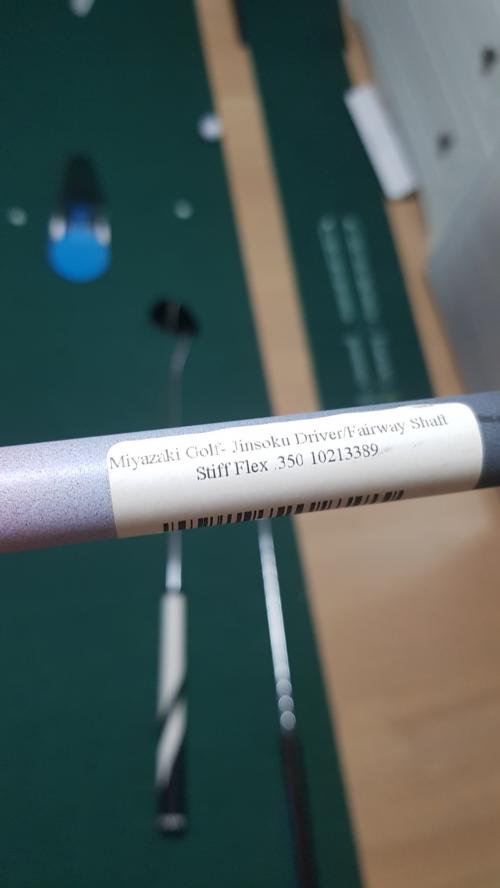 Miyazaki Golf- Jinsoku Driver/Fairway Shaft
Stiff Flex .350 10213389